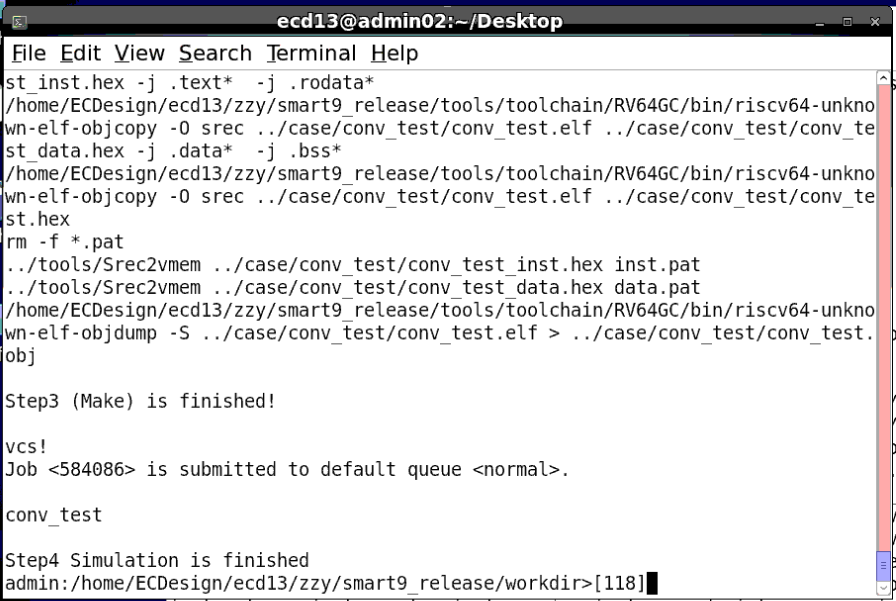 ecd13@admin02:~/Desktop
File Edit View Search Terminal Help
st_inst.hex -j .text*  -j .rodata*
/home/ECDesign/ecd13/zzy/smart9_release/tools/toolchain/RV64GC/bin/riscv64-unkno
wn-elf-objcopy -O srec ../case/conv_test/conv_test.elf ../case/conv_test/conv_te
st_data.hex -j .data*  -j .bss*
/home/ECDesign/ecd13/zzy/smart9_release/tools/toolchain/RV64GC/bin/riscv64-unkno
wn-elf-objcopy -O srec ../case/conv_test/conv_test.elf ../case/conv_test/conv_te
st.hex
rm -f *.pat
../tools/Srec2vmem ../case/conv_test/conv_test_inst.hex inst.pat
../tools/Srec2vmem ../case/conv_test/conv_test_data.hex data.pat
/home/ECDesign/ecd13/zzy/smart9_release/tools/toolchain/RV64GC/bin/riscv64-unkno
wn-elf-objdump -S ../case/conv_test/conv_test.elf > ../case/conv_test/conv_test.
obj
Step3 (Make) is finished!
vcs!
Job <584086> is submitted to default queue <normal>.
conv_test
Step4 Simulation is finished
admin:/home/ECDesign/ecd13/zzy/smart9_release/workdir>[118]